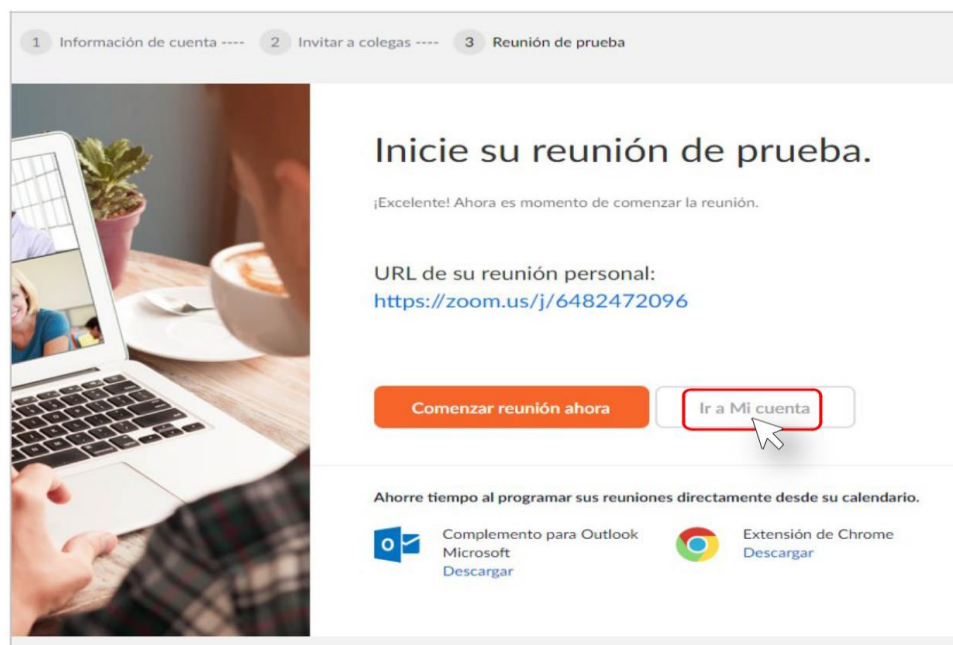 1 Información de cuenta ---- 2 Invitar a colegas ---- 3 Reunión de prueba
Inicie su reunión de prueba.
¡Excelente! Ahora es momento de comenzar la reunión.
URL de su reunión personal:
https://zoom.us/j/6482472096
Comenzar reunión ahora Ir a Mi cuenta
Ahorre tiempo al programar sus reuniones directamente desde su calendario.
Complemento para Outlook
Microsoft
Descargar
Extensión de Chrome
Descargar